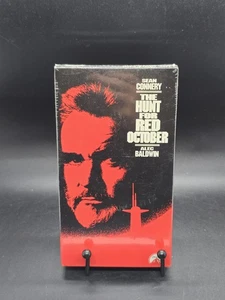 SEAN
CONNERY
THE
HUNT
FOR
RED
OCTOBER
ALEC
BALDWIN